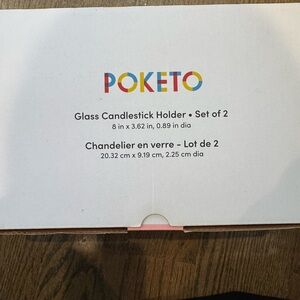 POKETO
Glass Candlestick Holder • Set of 2
8 in x 3.62 in, 0.89 in dia
Chandelier en verre - Lot de 2
20.32 cm x 9.19 cm, 2.25 cm dia